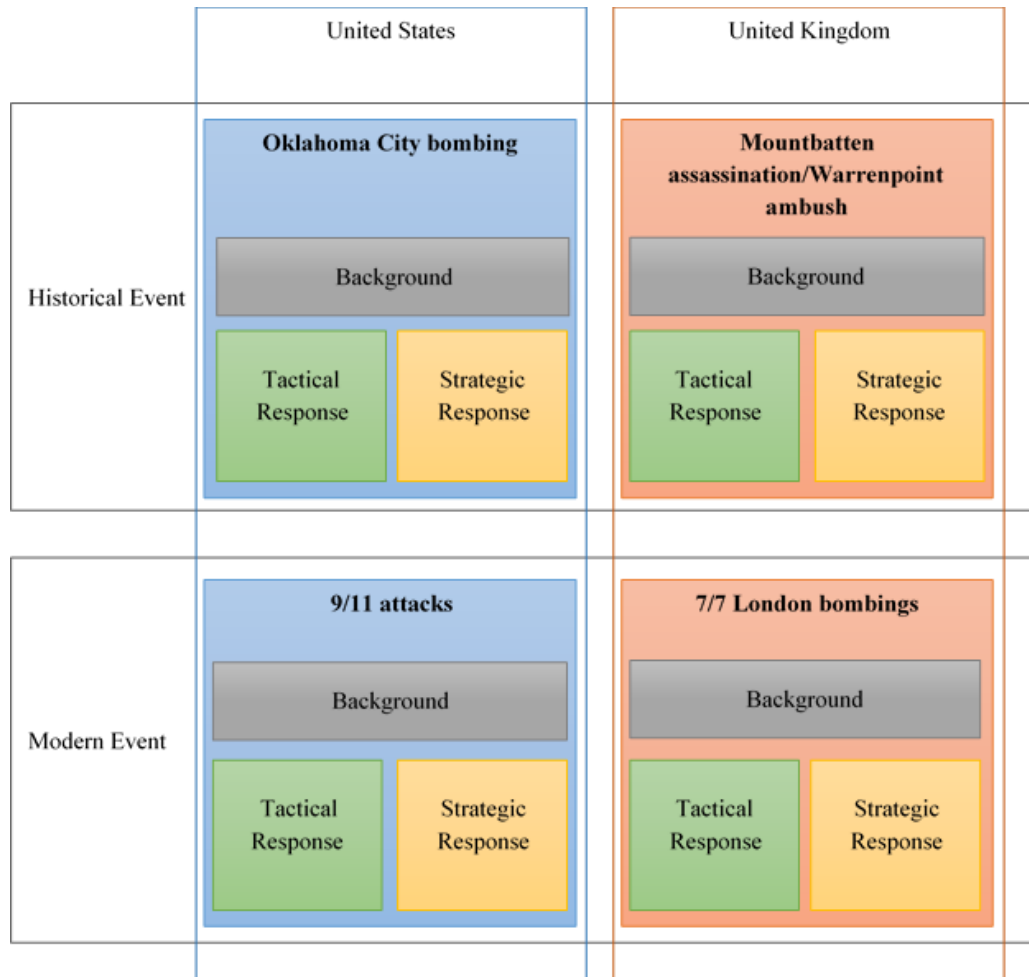 United States
United Kingdom
Historical Event
Oklahoma City bombing
Background
Tactical
Response
Strategic
Response
Mountbatten
assassination/Warrenpoint
ambush
Background
Tactical
Response
Strategic
Response
Modern Event
9/11 attacks
Background
Tactical
Response
Strategic
Response
7/7 London bombings
Background
Tactical
Response
Strategic
Response